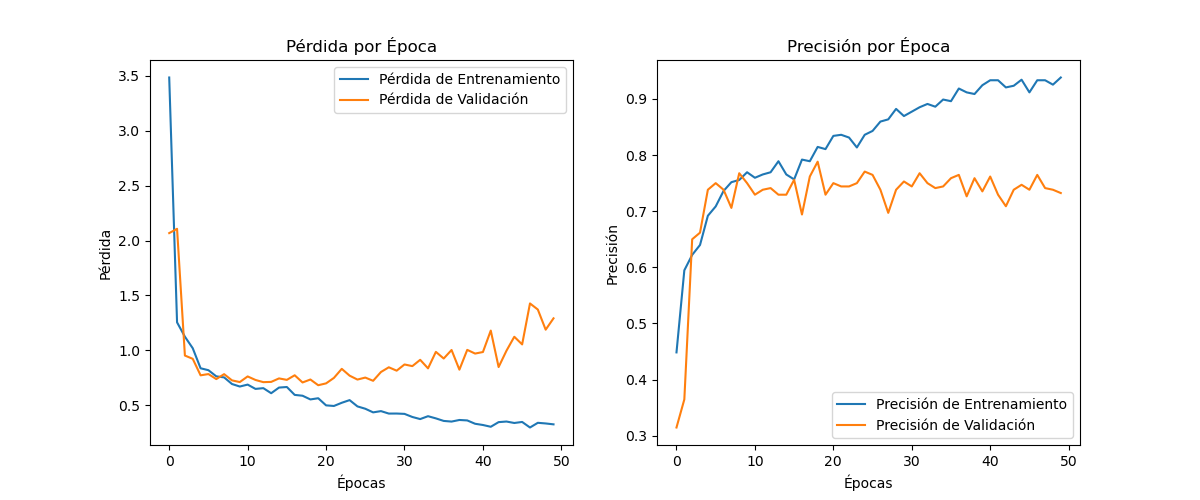 Pérdida por Época
Pérdida de Entrenamiento
Pérdida de Validación
3.5
3.0
2.5
2.0
1.5
1.0
0.5
Pérdida
0
10
20
30
40
50
Épocas
Precisión por Época
0.9
0.8
0.7
0.6
0.5
0.4
0.3
Precisión
Precisión de Entrenamiento
Precisión de Validación
0
10
20
30
40
50
Épocas